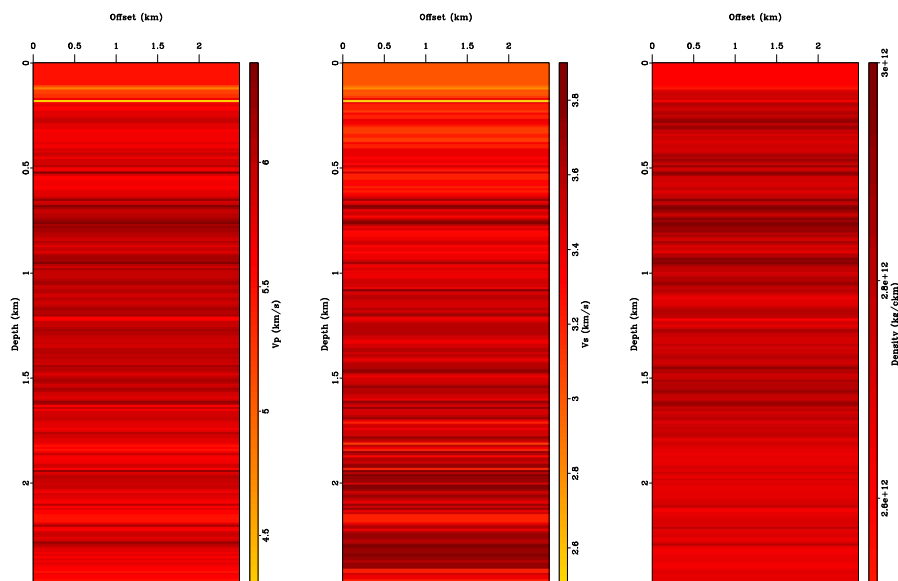 Offset (km)
Offset (km)
Offset (km)
0 0.5 1 1.5 2
0 0.5 1 1.5 2
0 0.5 1 1.5 2
Depth (km)
0 0.5 1 1.5 2
6 5.5 5 4.5
Vp (km/s)
Depth (km)
0 0.5 1 1.5 2
3.8 3.6 3.4 3.2 3 2.8 2.6
Vs (km/s)
Depth (km)
0 0.5 1 1.5 2
3e+12 2.8e+12 2.6e+12
Density (kg/ckm)